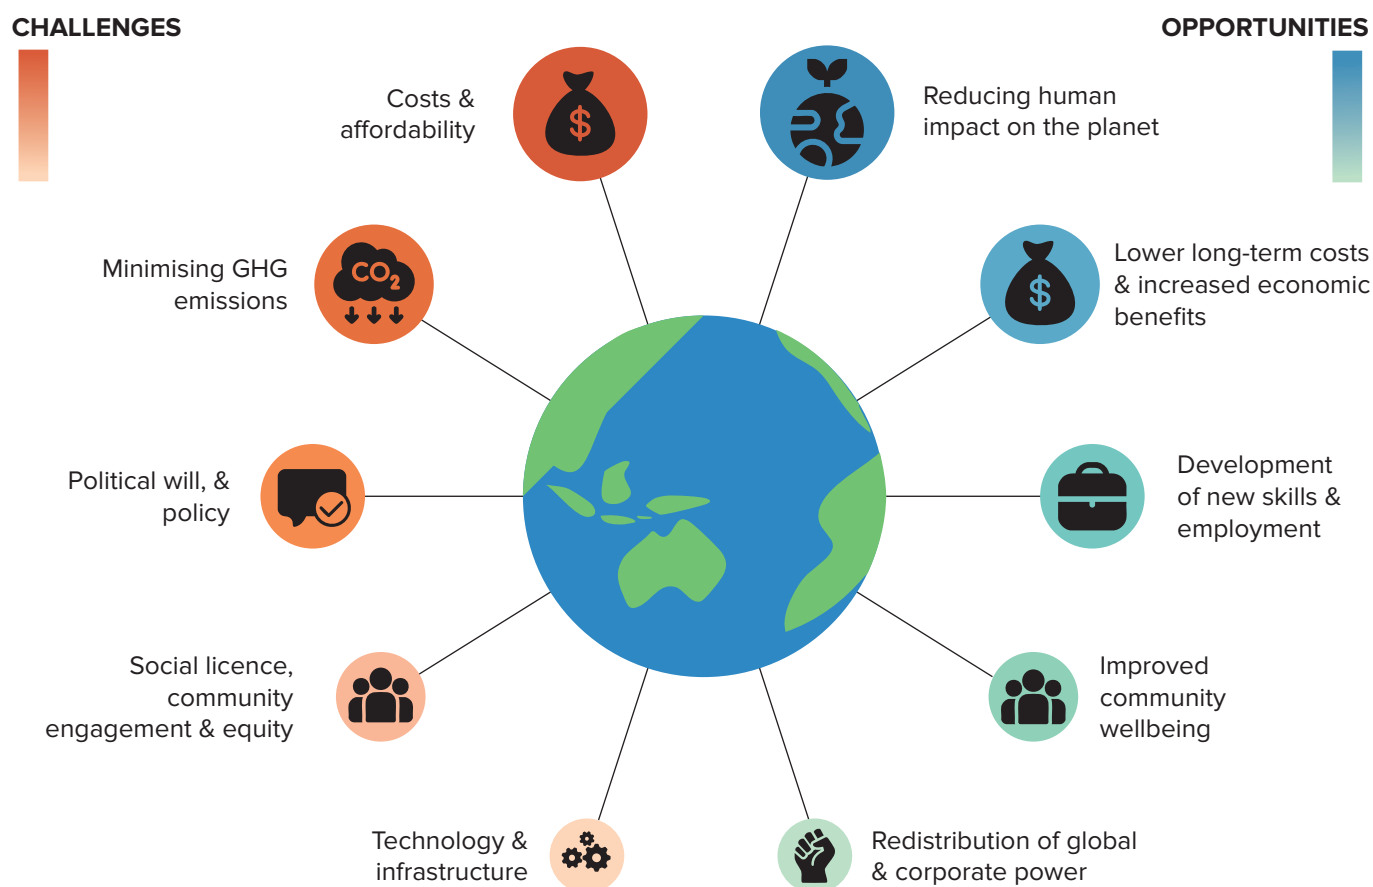 CHALLENGES
OPPORTUNITIES
Costs &
affordability
$
Reducing human
impact on the planet
Minimising GHG
emissions
CO2
$
Lower long-term costs
& increased economic
benefits
Political will, &
policy
Development
of new skills &
employment
Social licence,
community
engagement & equity
Improved
community
wellbeing
Technology &
infrastructure
Redistribution of global
& corporate power